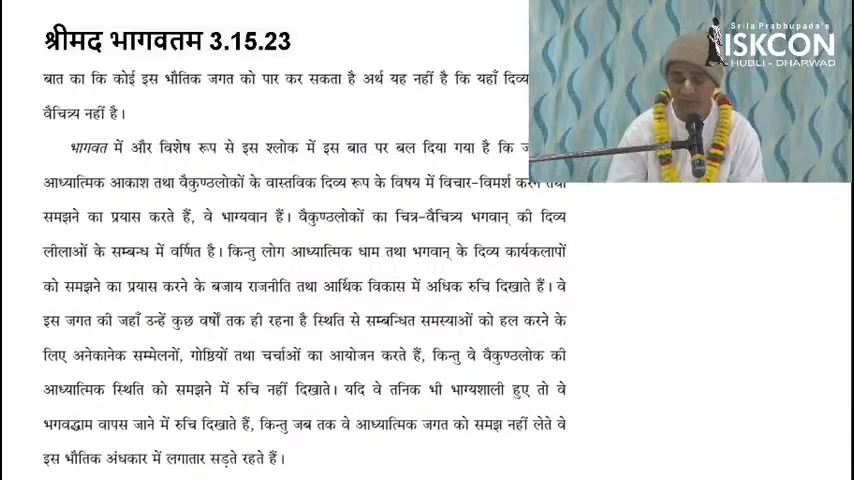 श्रीमद भागवतम 3.15.23
बात का कि कोई इस भौतिक जगत को पार कर सकता है अर्थ यह नहीं है कि यहाँ दिव्य
वैचित्र्य नहीं है।
भागवत में और विशेष रूप से इस श्लोक में इस बात पर बल दिया गया है कि
आध्यात्मिक आकाश तथा वैकुण्ठलोकों के वास्तविक दिव्य रूप के विषय में विचार-विमर्श करने तथा
समझने का प्रयास करते हैं, वे भाग्यवान हैं। वैकुण्ठलोकों का चित्र-वैचित्र्य भगवान् की दिव्य
लीलाओं के सम्बन्ध में वर्णित है। किन्तु लोग आध्यात्मिक धाम तथा भगवान् के दिव्य कार्यकलापों
को समझने का प्रयास करने के बजाय राजनीति तथा आर्थिक विकास में अधिक रुचि दिखाते हैं। वे
इस जगत की जहाँ उन्हें कुछ वर्षों तक ही रहना है स्थिति से सम्बन्धित समस्याओं को हल करने के
लिए अनेकानेक सम्मेलनों, गोष्ठियों तथा चर्चाओं का आयोजन करते हैं, किन्तु वे वैकुण्ठलोक की
आध्यात्मिक स्थिति को समझने में रुचि नहीं दिखाते। यदि वे तनिक भी भाग्यशाली हुए तो वे
भगवद्धाम वापस जाने में रुचि दिखाते हैं, किन्तु जब तक वे आध्यात्मिक जगत को समझ नहीं लेते वे
इस भौतिक अंधकार में लगातार सड़ते रहते हैं।
Srila Prabhupada's
ISKCON
HUBLI - DHARWAD